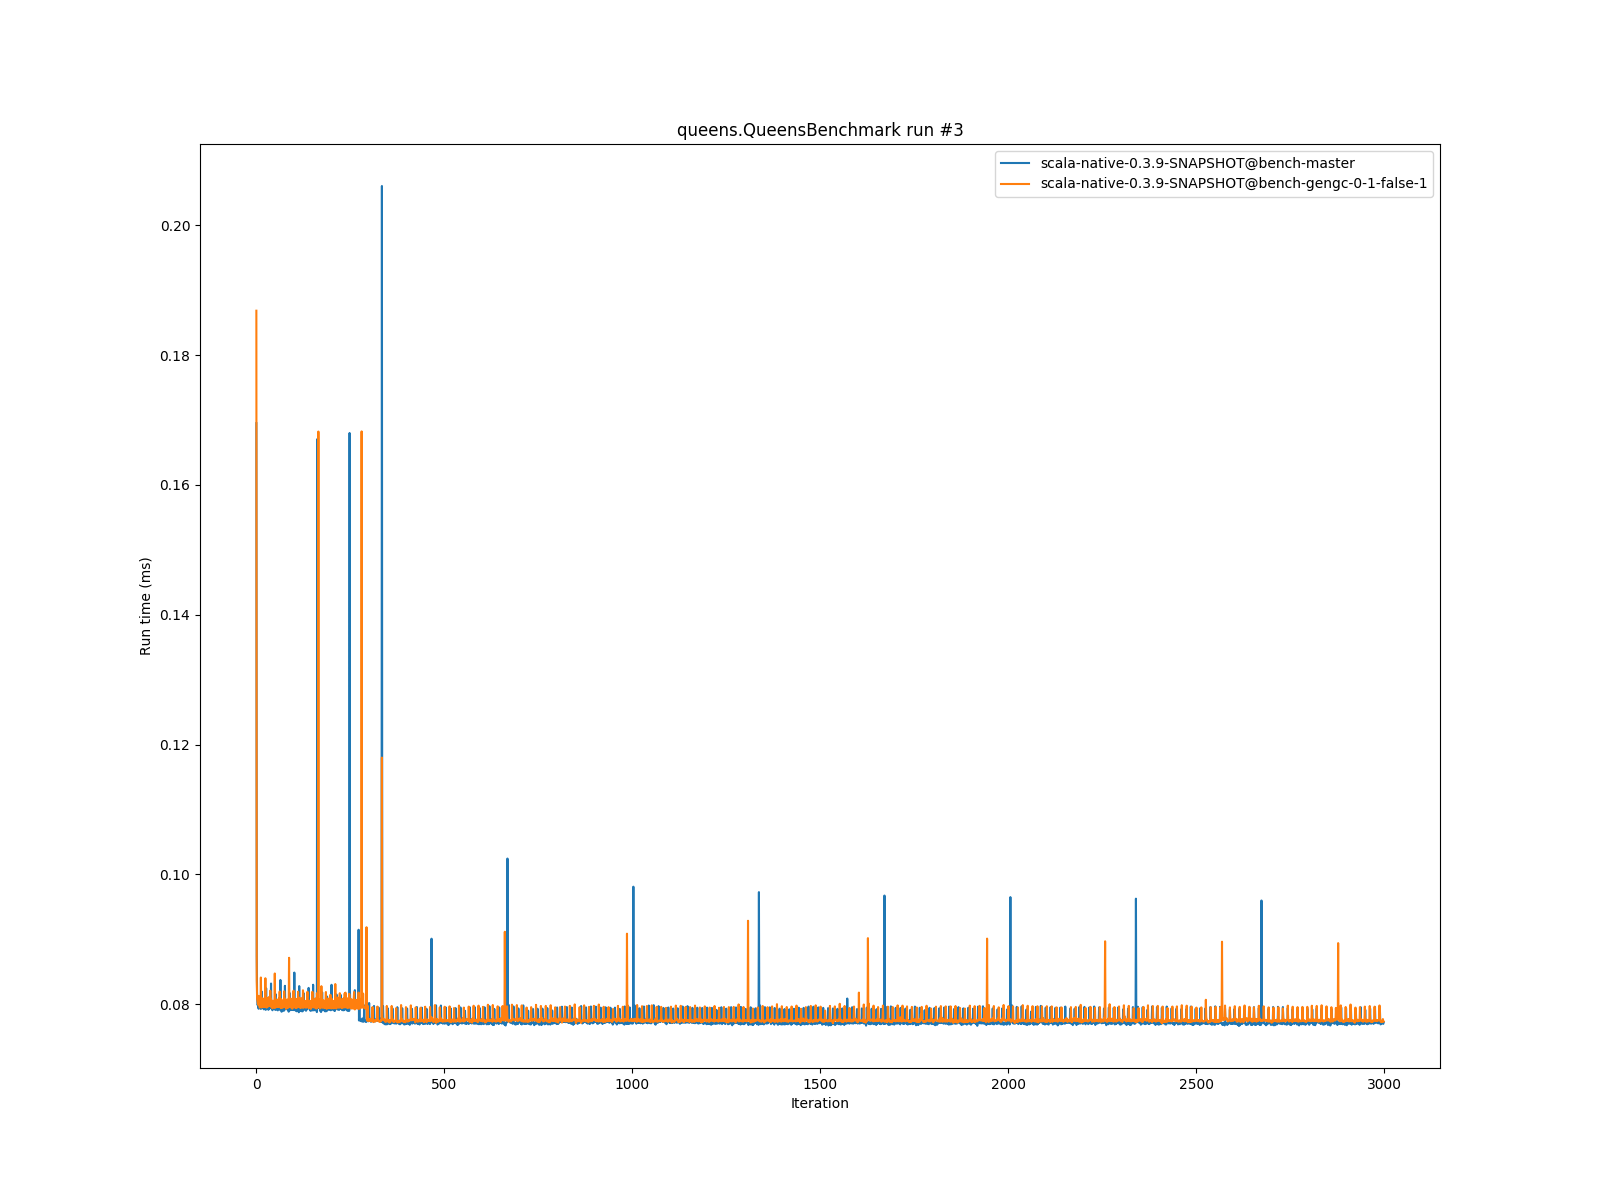 queens.QueensBenchmark run #3
scala-native-0.3.9-SNAPSHOT@bench-master
scala-native-0.3.9-SNAPSHOT@bench-gengc-0-1-false-1
Run time (ms)
0.20
0.18
0.16
0.14
0.12
0.10
0.08
0 500 1000 1500 2000 2500 3000
Iteration